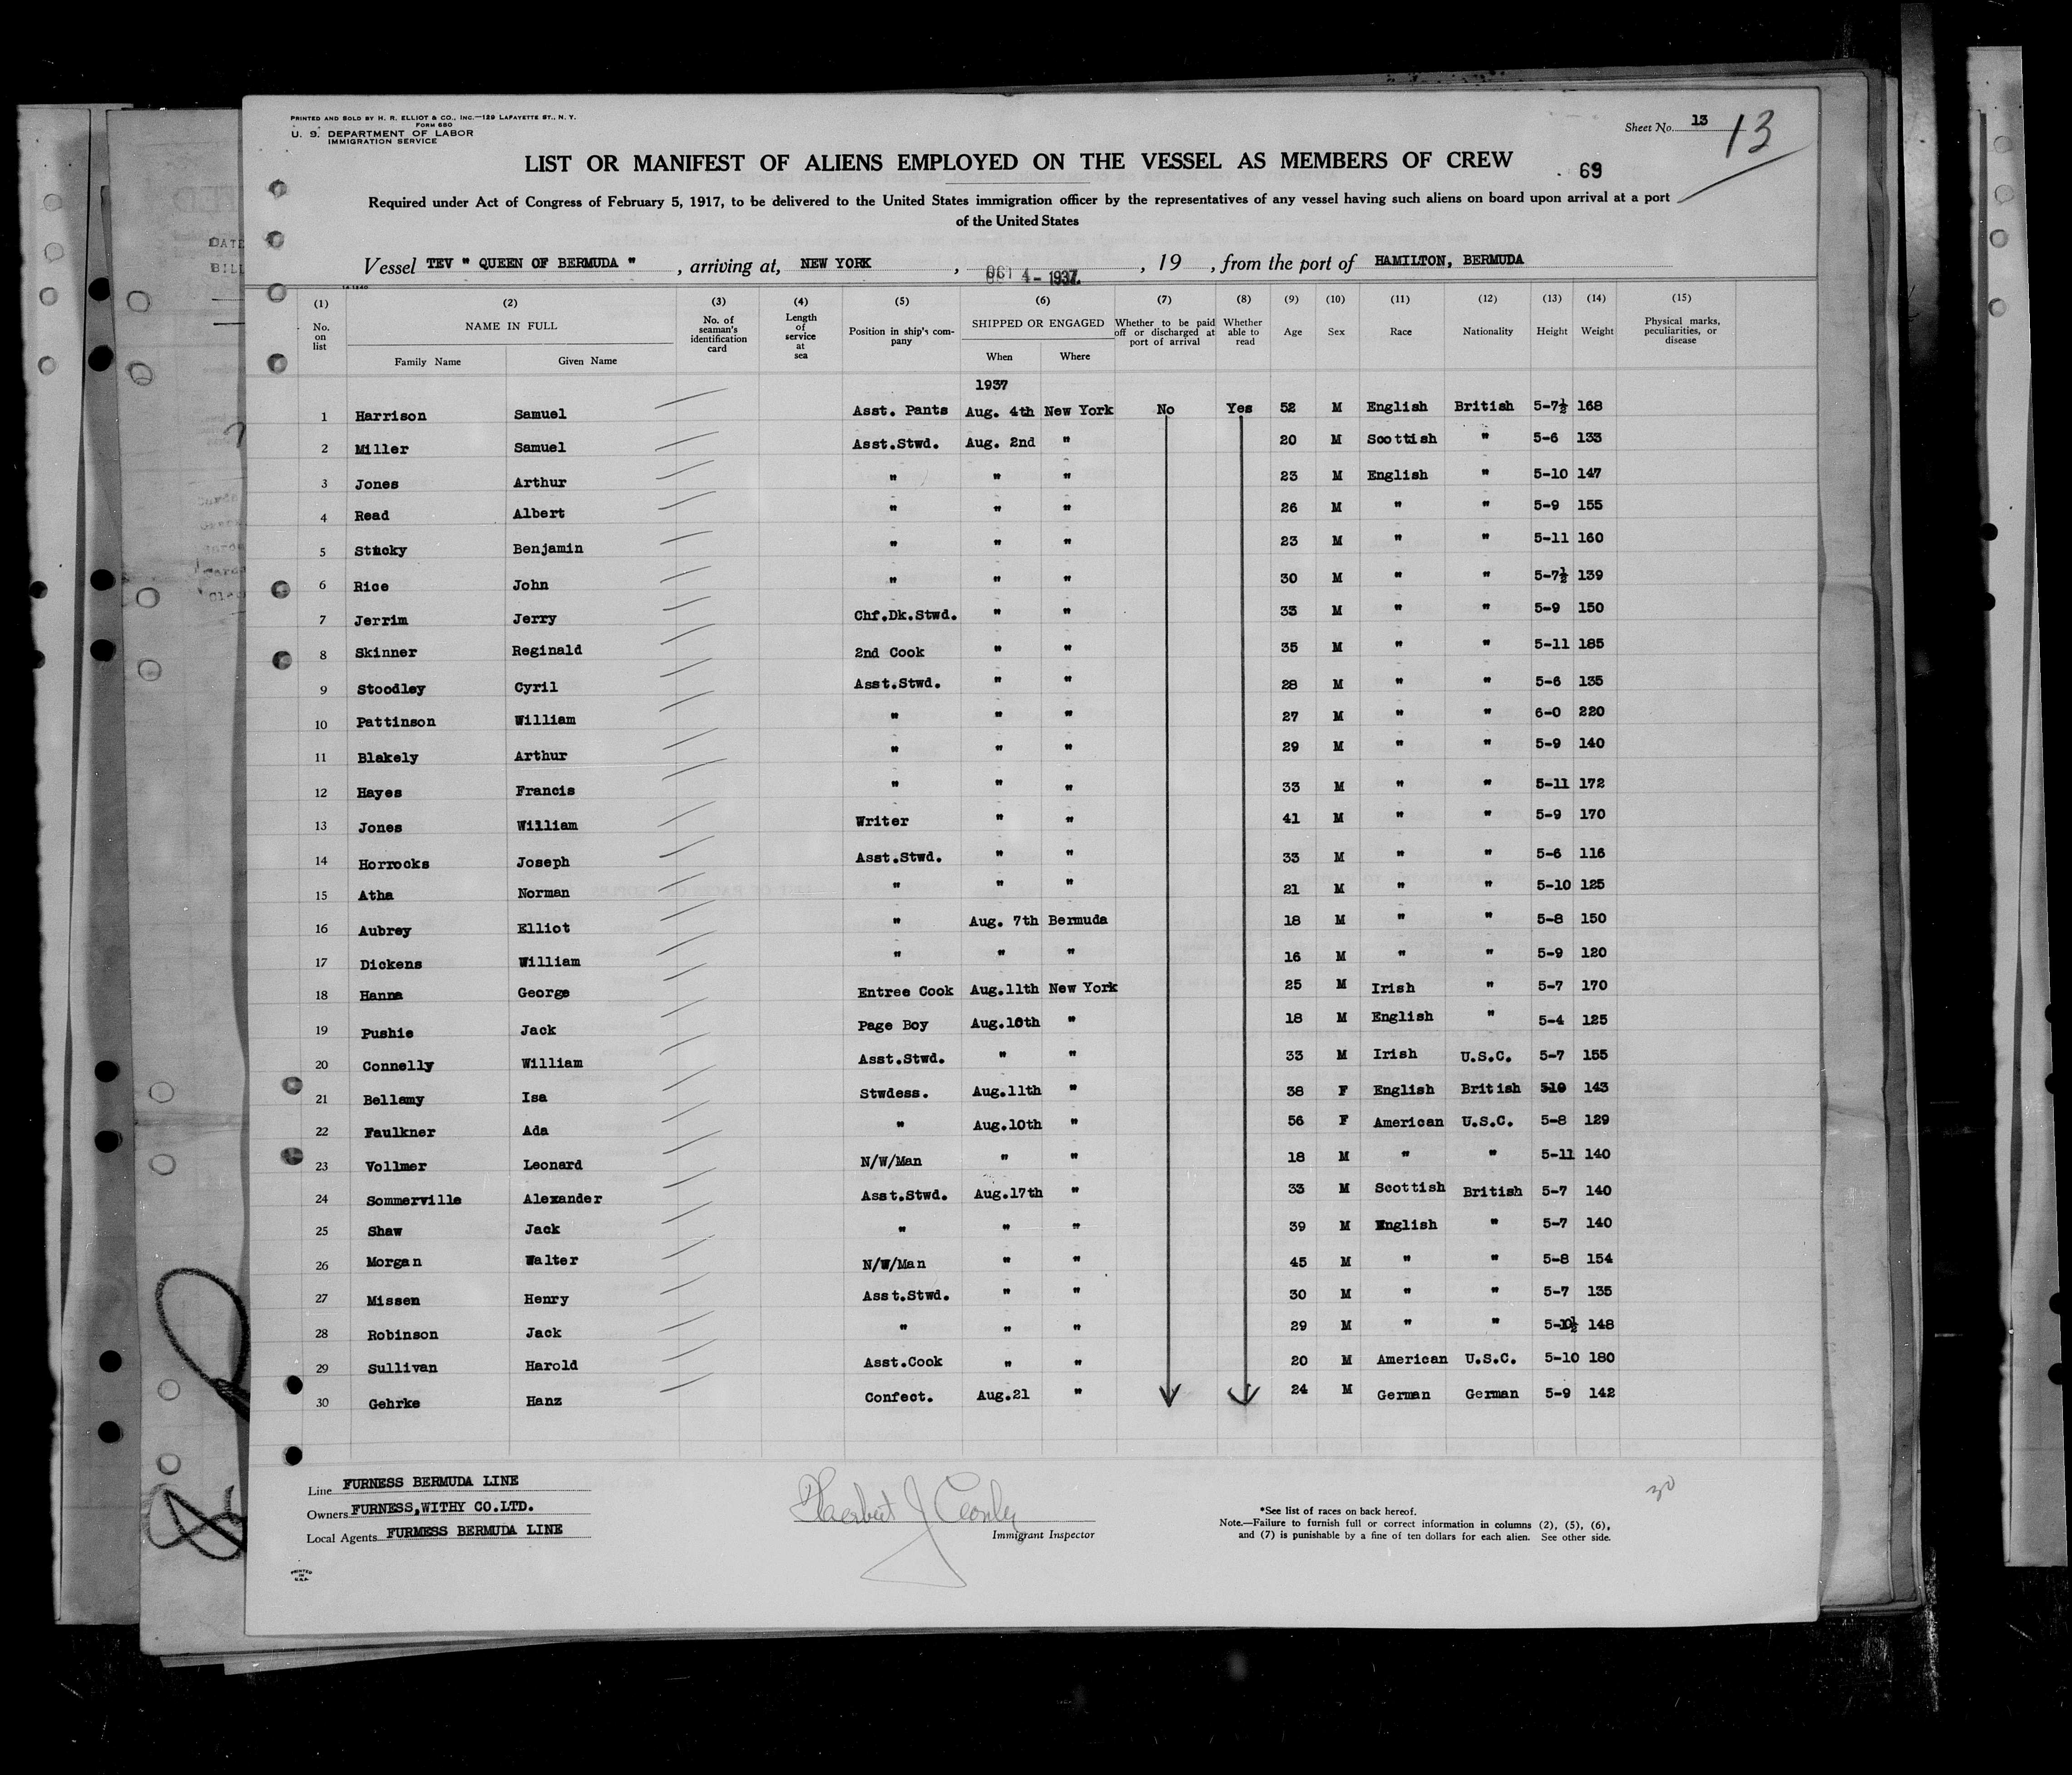 PRINTED AND SOLD BY H. R. ELLIOT & CO., INC.—129 LAFAYETTE ST., N. Y.
FORM 680
U. S. DEPARTMENT OF LABOR
IMMIGRATION SERVICE
Sheet No. 13
13
LIST OR MANIFEST OF ALIENS EMPLOYED ON THE VESSEL AS MEMBERS OF CREW
69
Required under Act of Congress of February 5, 1917, to be delivered to the United States immigration officer by the representatives of any vessel having such aliens on board upon arrival at a port
of the United States
Vessel TEV " QUEEN OF BERMUDA " , arriving at, NEW YORK , OCT 4- 1937. , 19 , from the port of HAMILTON, BERMUDA
(1) (2) (3) (4) (5) (6) (7) (8) (9) (10) (11) (12) (13) (14) (15)
No. on list NAME IN FULL Family Name Given Name No. of seaman's identification card Length of service at sea Position in ship's company SHIPPED OR ENGAGED When Where Whether to be paid off or discharged at port of arrival Whether able to read Age Sex Race Nationality Height Weight Physical marks, peculiarities, or disease
1937
1 Harrison Samuel Asst. Pants Aug. 4th New York No Yes 52 M English British 5-7½ 168
2 Miller Samuel Asst.Stwd. Aug. 2nd " 20 M Scottish " 5-6 133
3 Jones Arthur " " " 23 M English " 5-10 147
4 Read Albert " " " 26 M " " 5-9 155
5 Stucky Benjamin " " " 23 M " " 5-11 160
6 Rice John " " " 30 M " " 5-7½ 139
7 Jerrim Jerry Chf.Dk.Stwd. " " 33 M " " 5-9 150
8 Skinner Reginald 2nd Cook " " 35 M " " 5-11 185
9 Stoodley Cyril Asst.Stwd. " " 28 M " " 5-6 135
10 Pattinson William " " " 27 M " " 6-0 220
11 Blakely Arthur " " " 29 M " " 5-9 140
12 Hayes Francis " " " 33 M " " 5-11 172
13 Jones William Writer " " 41 M " " 5-9 170
14 Horrocks Joseph Asst.Stwd. " " 33 M " " 5-6 116
15 Atha Norman " " " 21 M " " 5-10 125
16 Aubrey Elliot " Aug. 7th Bermuda 18 M " " 5-8 150
17 Dickens William " " " 16 M " " 5-9 120
18 Hanna George Entree Cook Aug.11th New York 25 M Irish " 5-7 170
19 Pushie Jack Page Boy Aug.10th " 18 M English " 5-4 125
20 Connelly William Asst.Stwd. " " 33 M Irish U.S.C. 5-7 155
21 Bellamy Isa Stwdess. Aug.11th " 38 F English British 510 143
22 Faulkner Ada " Aug.10th " 56 F American U.S.C. 5-8 129
23 Vollmer Leonard N/W/Man " " 18 M " " 5-11 140
24 Sommerville Alexander Asst.Stwd. Aug.17th " 33 M Scottish British 5-7 140
25 Shaw Jack " " " 39 M English " 5-7 140
26 Morgan Walter N/W/Man " " 45 M " " 5-8 154
27 Missen Henry Asst.Stwd. " " 30 M " " 5-7 135
28 Robinson Jack " " " 29 M " " 5-10½ 148
29 Sullivan Harold Asst.Cook " " 20 M American U.S.C. 5-10 180
30 Gehrke Hanz Confect. Aug.21 " 24 M German German 5-9 142
Line FURNESS BERMUDA LINE
Owners FURNESS,WITHY CO.LTD.
Local Agents FURMESS BERMUDA LINE
Immigrant Inspector
30
*See list of races on back hereof.
Note.—Failure to furnish full or correct information in columns (2), (5), (6),
and (7) is punishable by a fine of ten dollars for each alien. See other side.
PRINTED
IN
U.S.A.